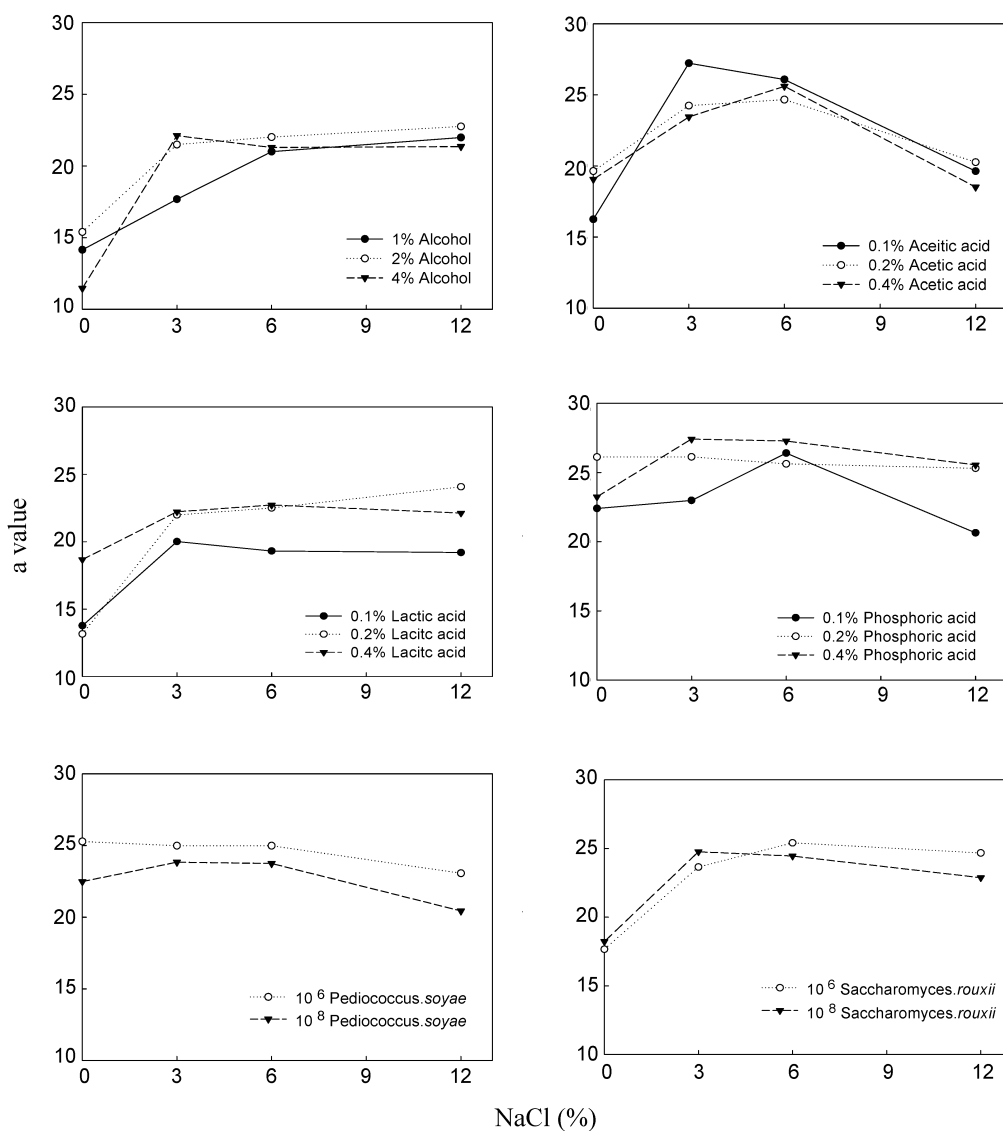 30
25
20
15
10
0 3 6 9 12
1% Alcohol
2% Alcohol
4% Alcohol
30
25
20
15
10
0 3 6 9 12
0.1% Aceitic acid
0.2% Acetic acid
0.4% Acetic acid
a value
30
25
20
15
10
0 3 6 9 12
0.1% Lactic acid
0.2% Lacitc acid
0.4% Lacitc acid
30
25
20
15
10
0 3 6 9 12
0.1% Phosphoric acid
0.2% Phosphoric acid
0.4% Phosphoric acid
30
25
20
15
10
0 3 6 9 12
10 6 Pediococcus.soyae
10 8 Pediococcus.soyae
30
25
20
15
10
0 3 6 9 12
10 6 Saccharomyces.rouxii
10 8 Saccharomyces.rouxii
NaCl (%)